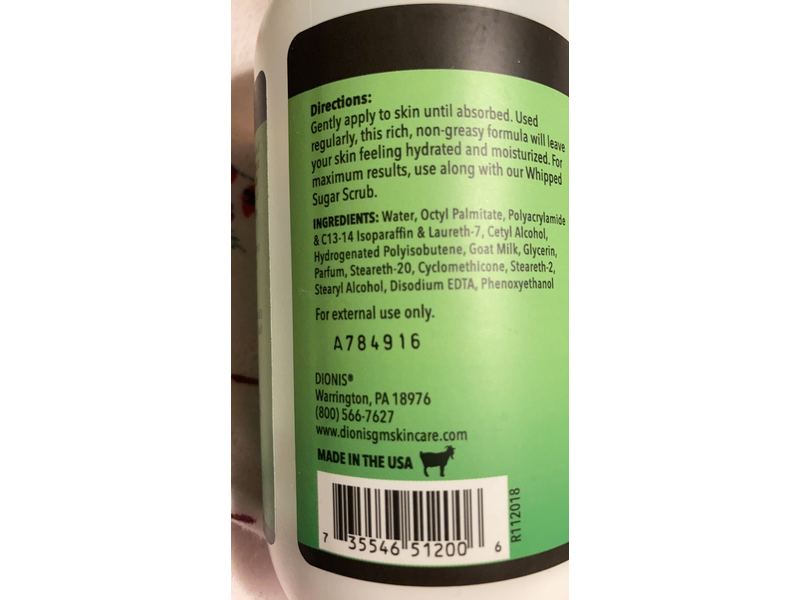 Directions:
Gently apply to skin until absorbed. Used
regularly, this rich, non-greasy formula will leave
your skin feeling hydrated and moisturized. For
maximum results, use along with our Whipped
Sugar Scrub.
INGREDIENTS: Water, Octyl Palmitate, Polyacrylamide
& C13-14 Isoparaffin & Laureth-7, Cetyl Alcohol,
Hydrogenated Polyisobutene, Goat Milk, Glycerin,
Parfum, Steareth-20, Cyclomethicone, Steareth-2,
Stearyl Alcohol, Disodium EDTA, Phenoxyethanol
For external use only.
A784916
DIONIS®
Warrington, PA 18976
(800) 566-7627
www.dionisgmskincare.com
MADE IN THE USA
7 35546 51200 6
R112018